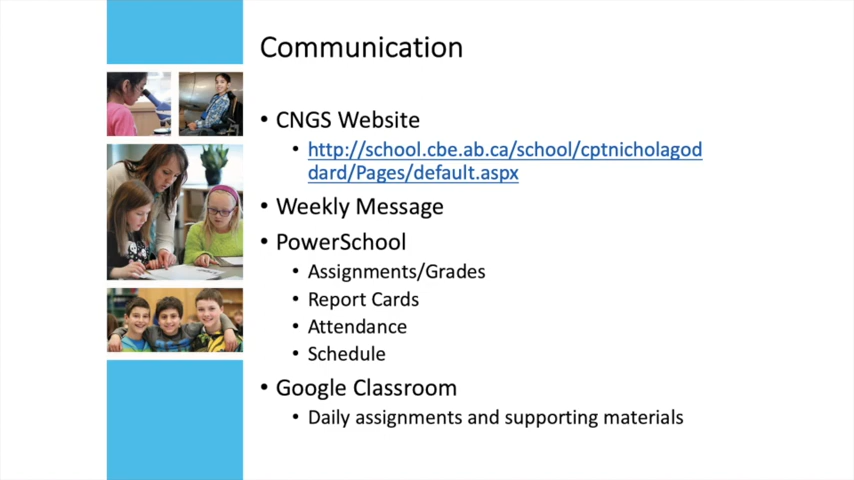 Communication
• CNGS Website
• http://school.cbe.ab.ca/school/cptnicholagod
dard/Pages/default.aspx
• Weekly Message
• PowerSchool
• Assignments/Grades
• Report Cards
• Attendance
• Schedule
• Google Classroom
• Daily assignments and supporting materials